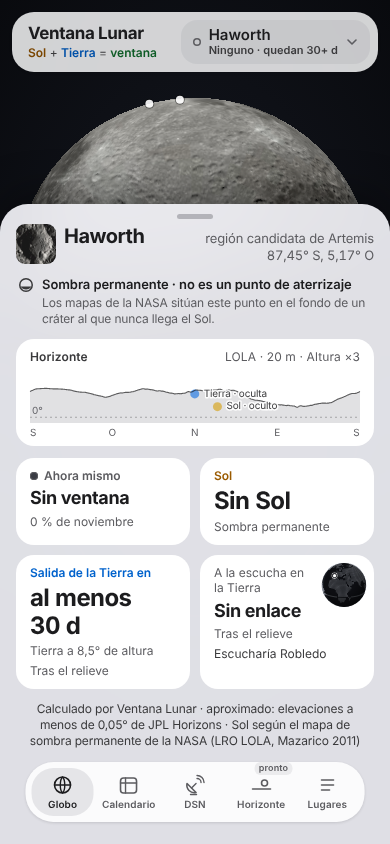 Ventana Lunar
Sol + Tierra = ventana
Haworth
Ninguno · quedan 30+ d
Haworth
región candidata de Artemis
87,45° S, 5,17° O
Sombra permanente · no es un punto de aterrizaje
Los mapas de la NASA sitúan este punto en el fondo de un
cráter al que nunca llega el Sol.
Horizonte
LOLA · 20 m · Altura ×3
Tierra · oculta
Sol · oculto
0°
S O N E S
Ahora mismo
Sin ventana
0 % de noviembre
Sol
Sin Sol
Sombra permanente
Salida de la Tierra en
al menos
30 d
Tierra a 8,5° de altura
Tras el relieve
A la escucha en
la Tierra
Sin enlace
Tras el relieve
Escucharía Robledo
Calculado por Ventana Lunar · aproximado: elevaciones a
menos de 0,05° de JPL Horizons · Sol según el mapa de
sombra permanente de la NASA (LRO LOLA, Mazarico 2011)
pronto
Globo
Calendario
DSN
Horizonte
Lugares